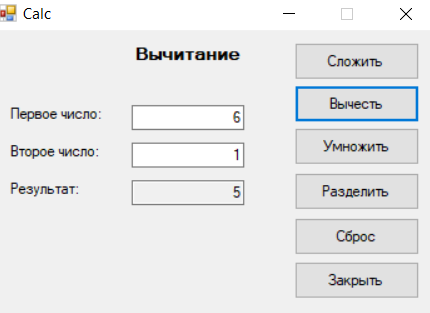 Calc
Вычитание
Первое число: 6
Второе число: 1
Результат: 5
Сложить
Вычесть
Умножить
Разделить
Сброс
Закрыть